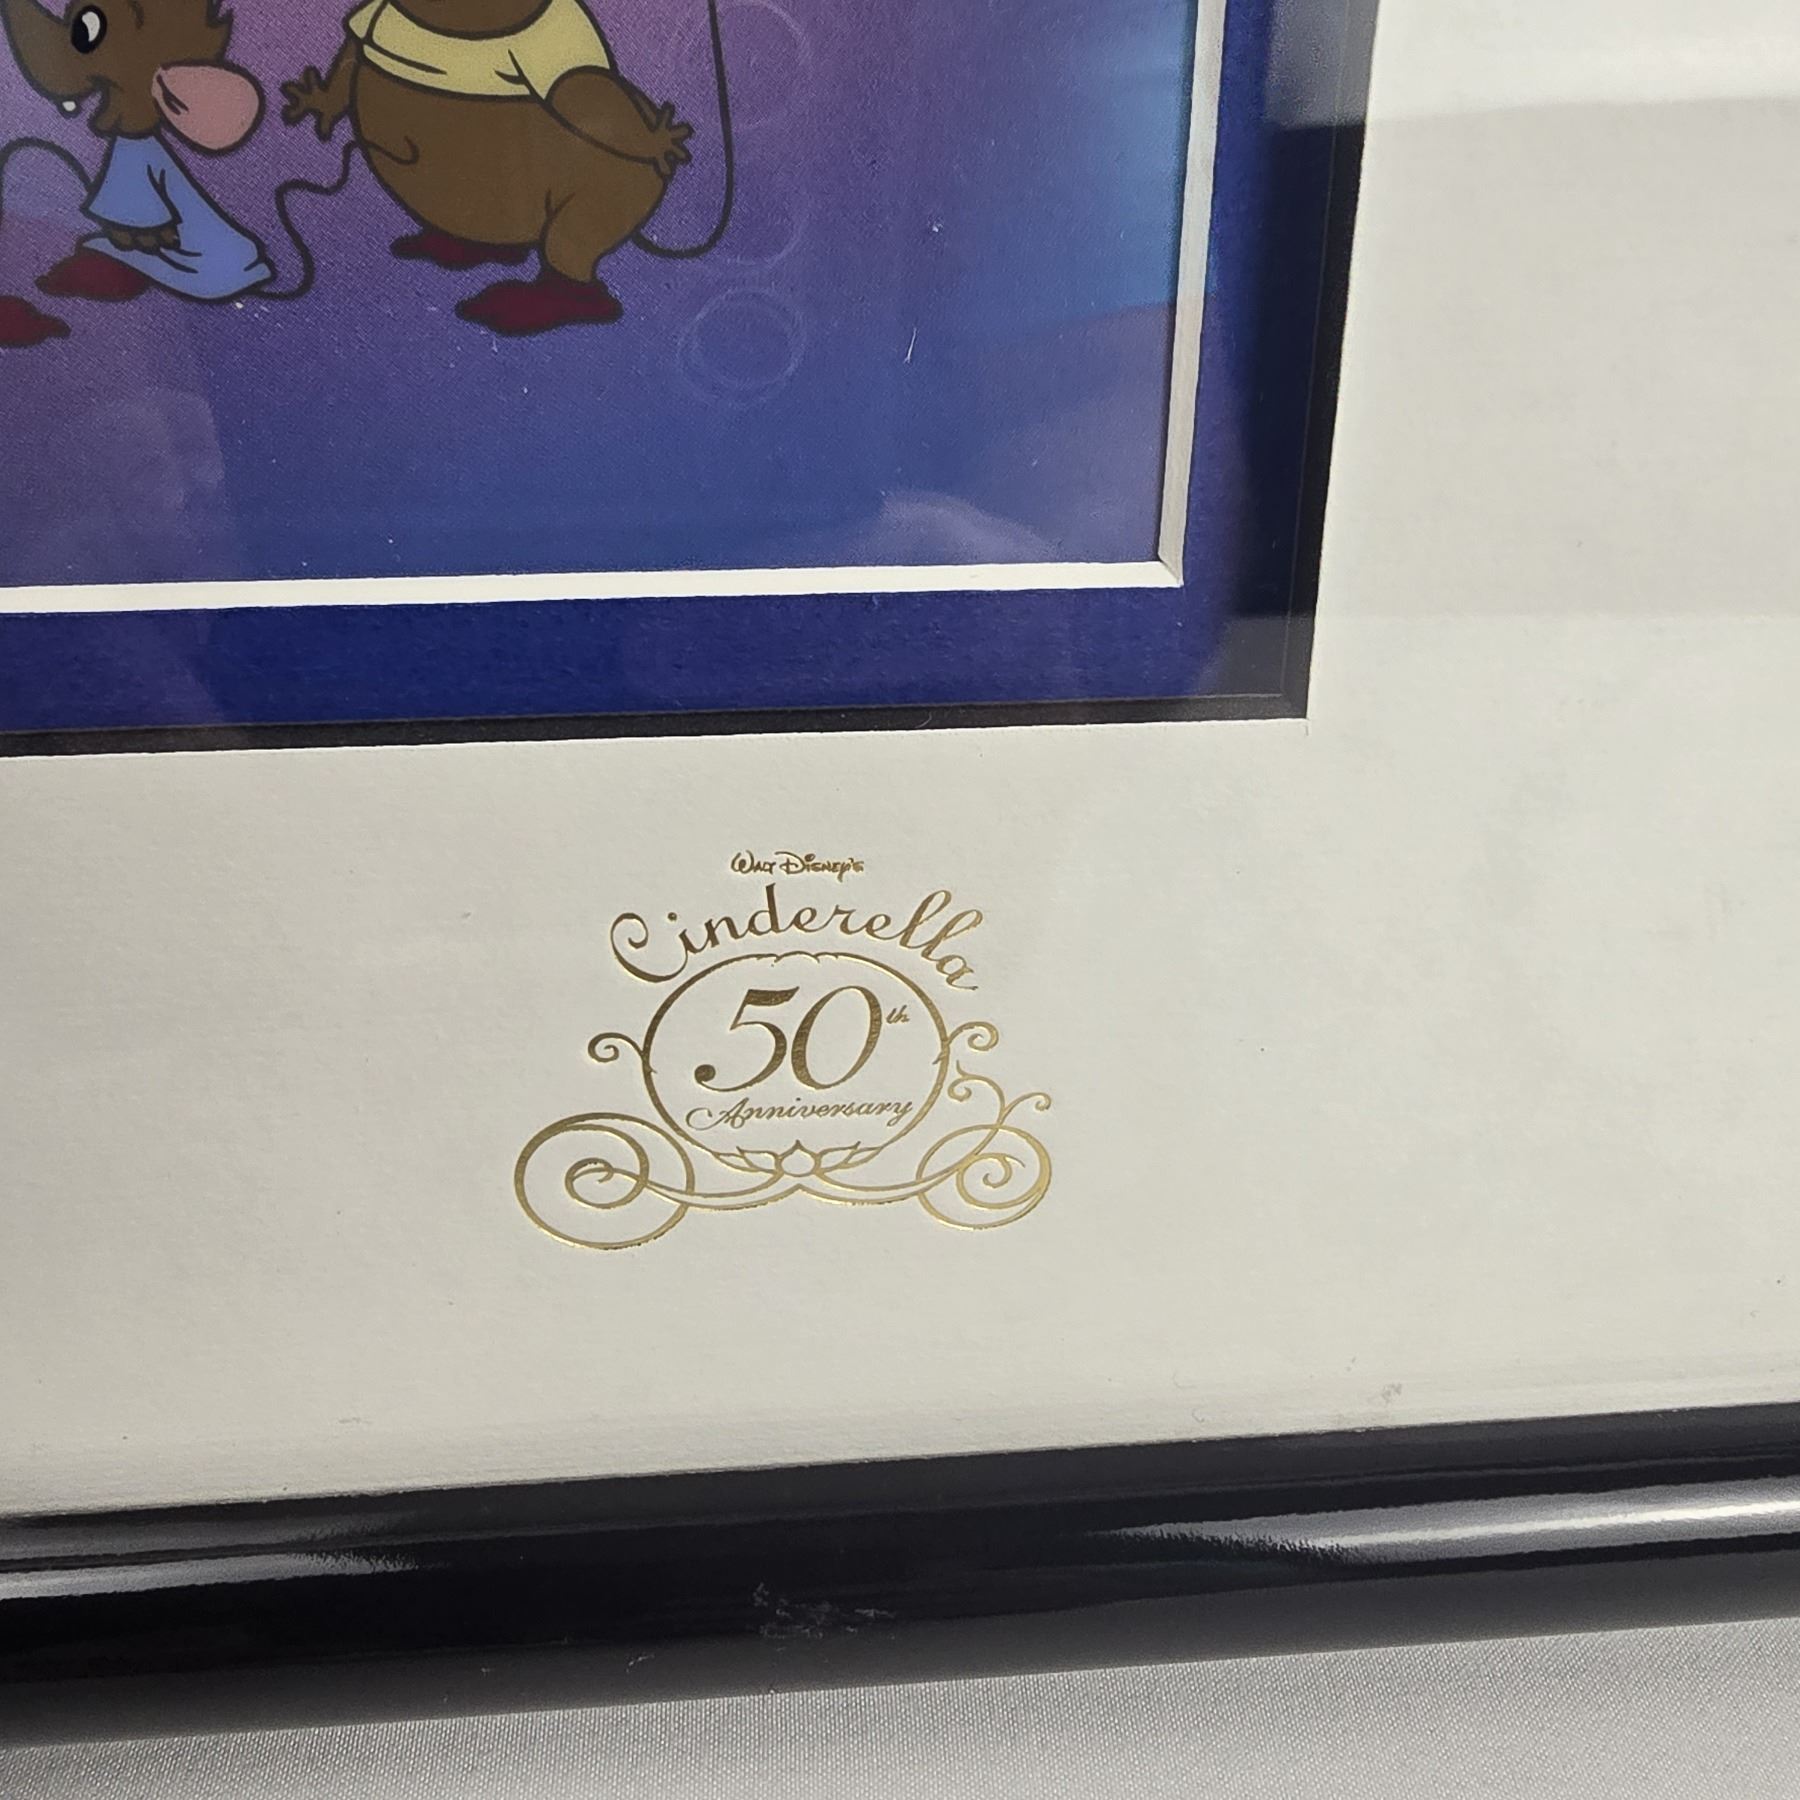 Walt Disney's
Cinderella
50th
Anniversary